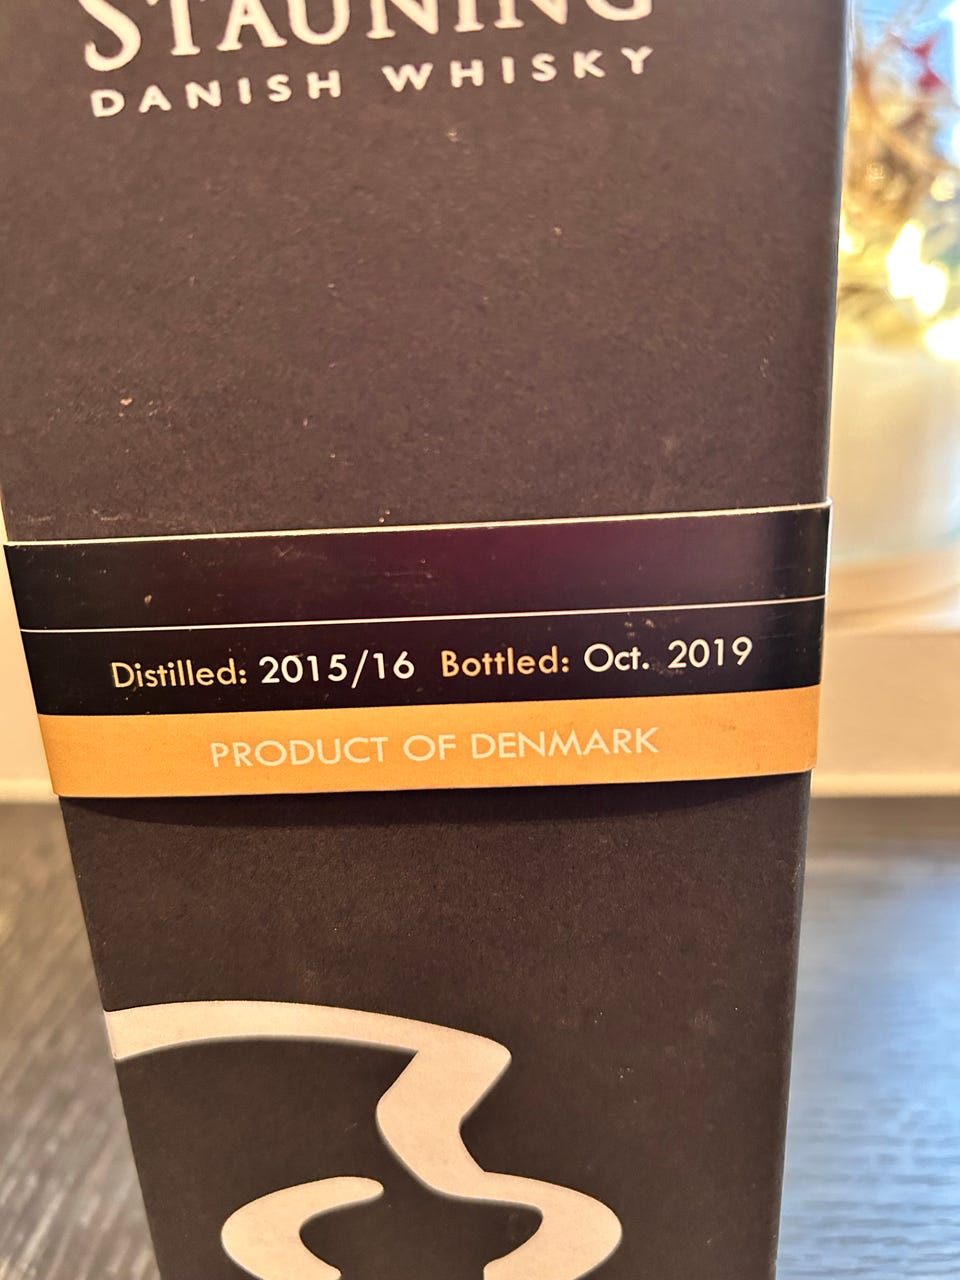 STAUNING
DANISH WHISKY
Distilled: 2015/16 Bottled: Oct. 2019
PRODUCT OF DENMARK